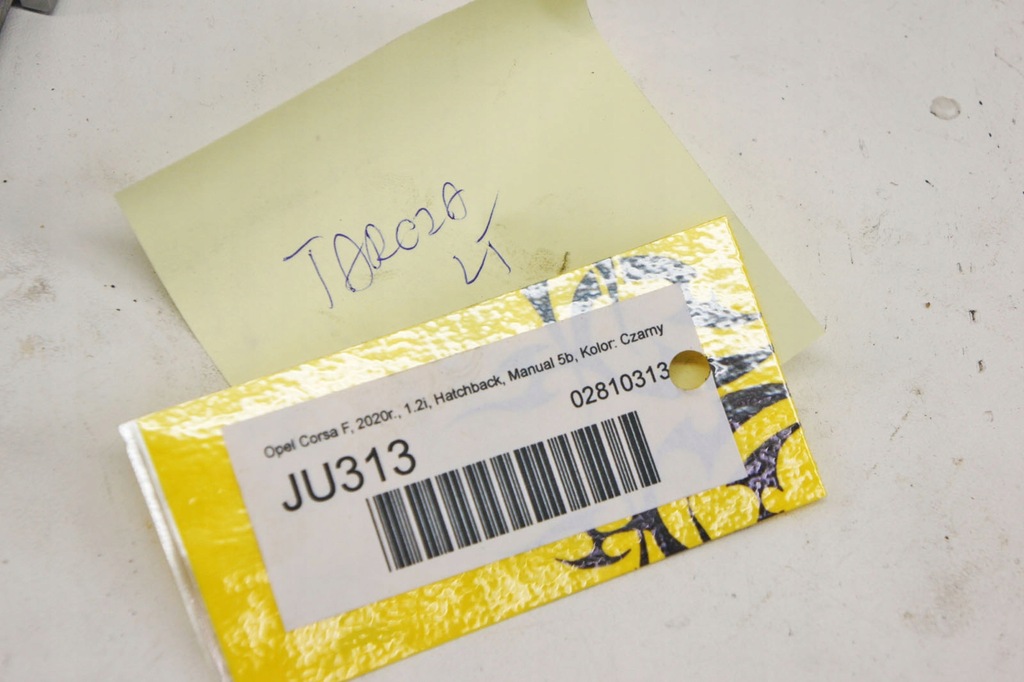 TARCZA
LT
Opel Corsa F, 2020r., 1.2i, Hatchback, Manual 5b, Kolor: Czarny
02810313
JU313